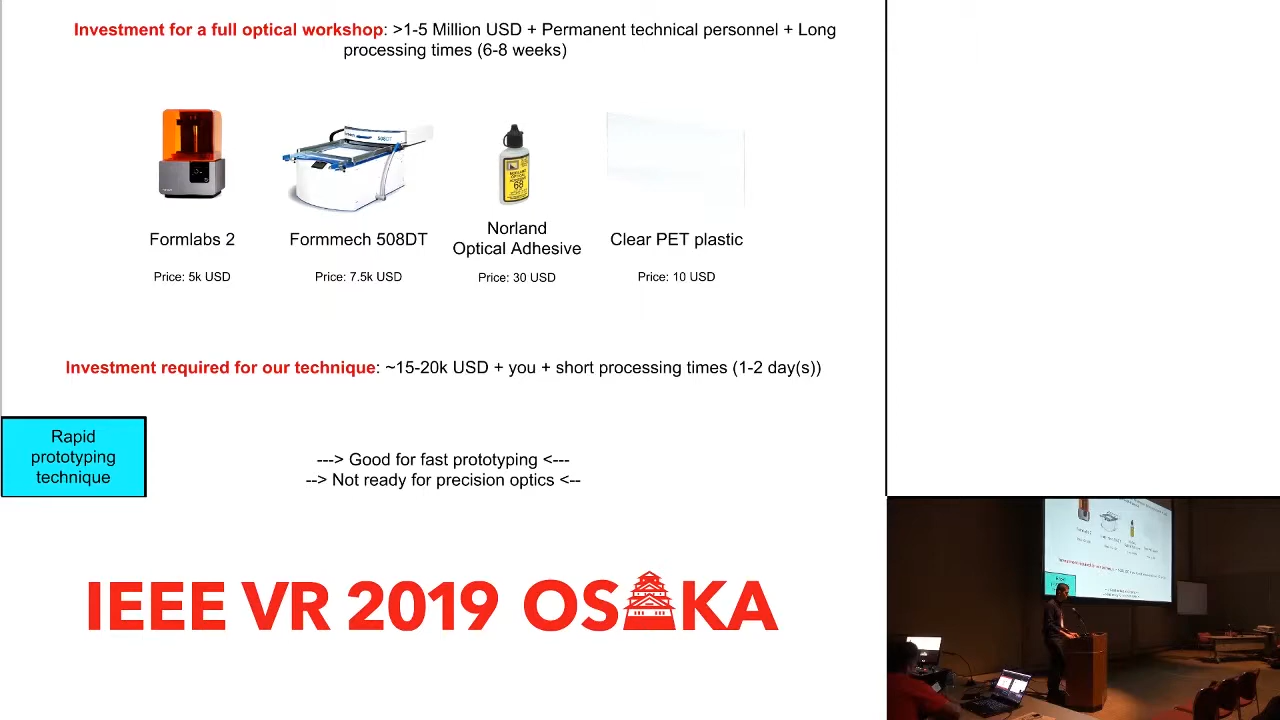 Investment for a full optical workshop: >1-5 Million USD + Permanent technical personnel + Long
processing times (6-8 weeks)
508DT
68
Formlabs 2
Formmech 508DT
Norland
Optical Adhesive
Clear PET plastic
Price: 5k USD
Price: 7.5k USD
Price: 30 USD
Price: 10 USD
Investment required for our technique: ~15-20k USD + you + short processing times (1-2 day(s))
Rapid
prototyping
technique
---> Good for fast prototyping <---
--> Not ready for precision optics <--
IEEE VR 2019 OSAKA